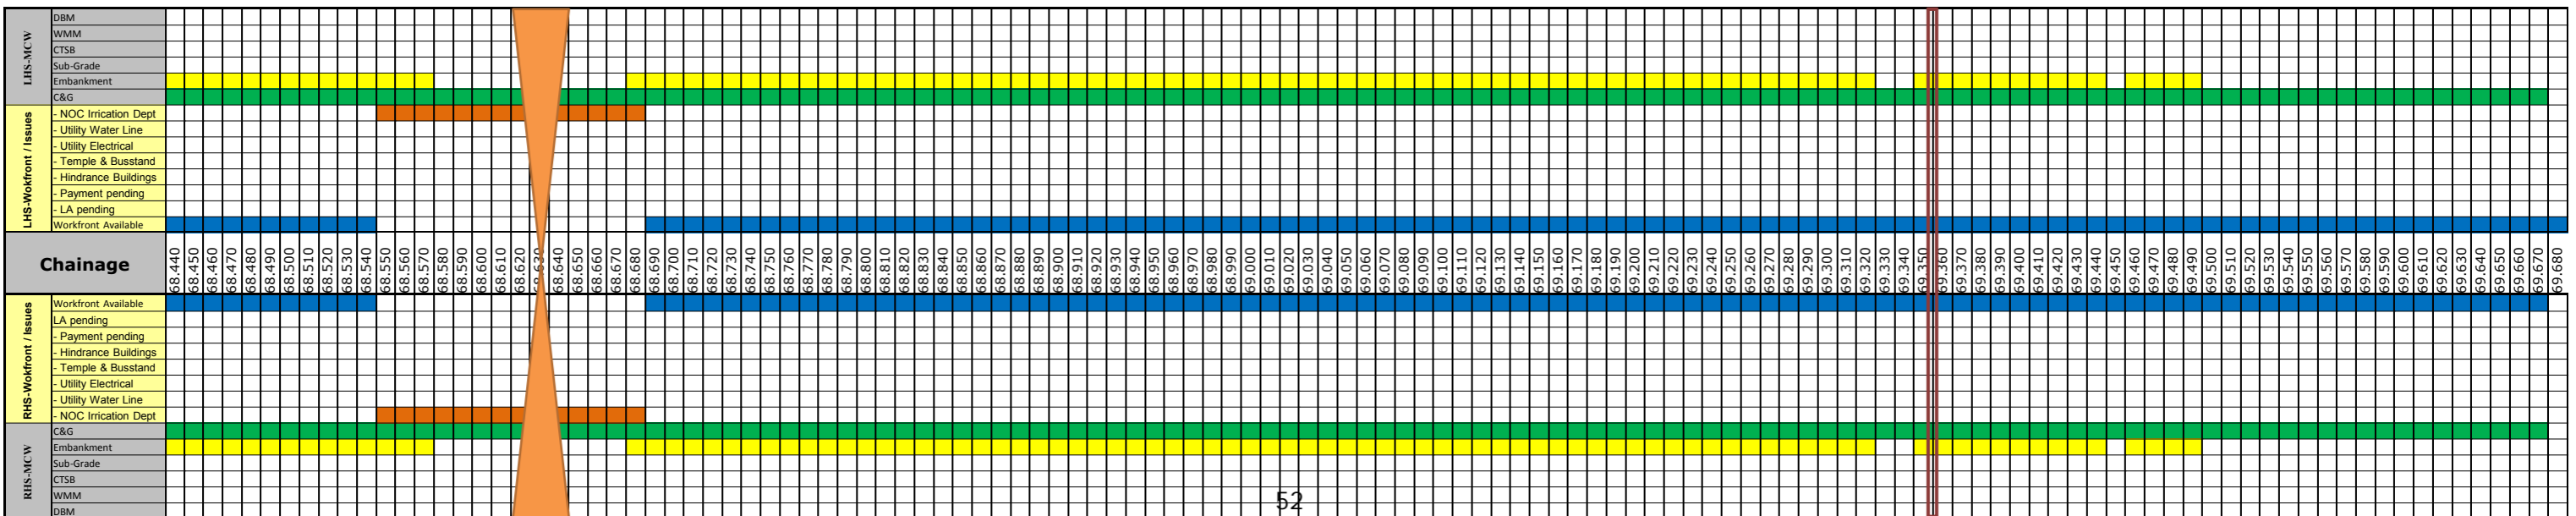 LHS-MCW
DBM
WMM
CTSB
Sub-Grade
Embankment
C&G
LHS-Wokfront / Issues
- NOC Irrication Dept
- Utility Water Line
- Utility Electrical
- Temple & Busstand
- Hindrance Buildings
- Payment pending
- LA pending
Workfront Available
Chainage
68.440 68.450 68.460 68.470 68.480 68.490 68.500 68.510 68.520 68.530 68.540 68.550 68.560 68.570 68.580 68.590 68.600 68.610 68.620 68.640 68.650 68.660 68.670 68.680 68.690 68.700 68.710 68.720 68.730 68.740 68.750 68.760 68.770 68.780 68.790 68.800 68.810 68.820 68.830 68.840 68.850 68.860 68.870 68.880 68.890 68.900 68.910 68.920 68.930 68.940 68.950 68.960 68.970 68.980 68.990 69.000 69.010 69.020 69.030 69.040 69.050 69.060 69.070 69.080 69.090 69.100 69.110 69.120 69.130 69.140 69.150 69.160 69.170 69.180 69.190 69.200 69.210 69.220 69.230 69.240 69.250 69.260 69.270 69.280 69.290 69.300 69.310 69.320 69.330 69.340 69.350 69.360 69.370 69.380 69.390 69.400 69.410 69.420 69.430 69.440 69.450 69.460 69.470 69.480 69.490 69.500 69.510 69.520 69.530 69.540 69.550 69.560 69.570 69.580 69.590 69.600 69.610 69.620 69.630 69.640 69.650 69.660 69.670 69.680
RHS-Wokfront / Issues
Workfront Available
LA pending
- Payment pending
- Hindrance Buildings
- Temple & Busstand
- Utility Electrical
- Utility Water Line
- NOC Irrication Dept
RHS-MCW
C&G
Embankment
Sub-Grade
CTSB
WMM
DBM
52